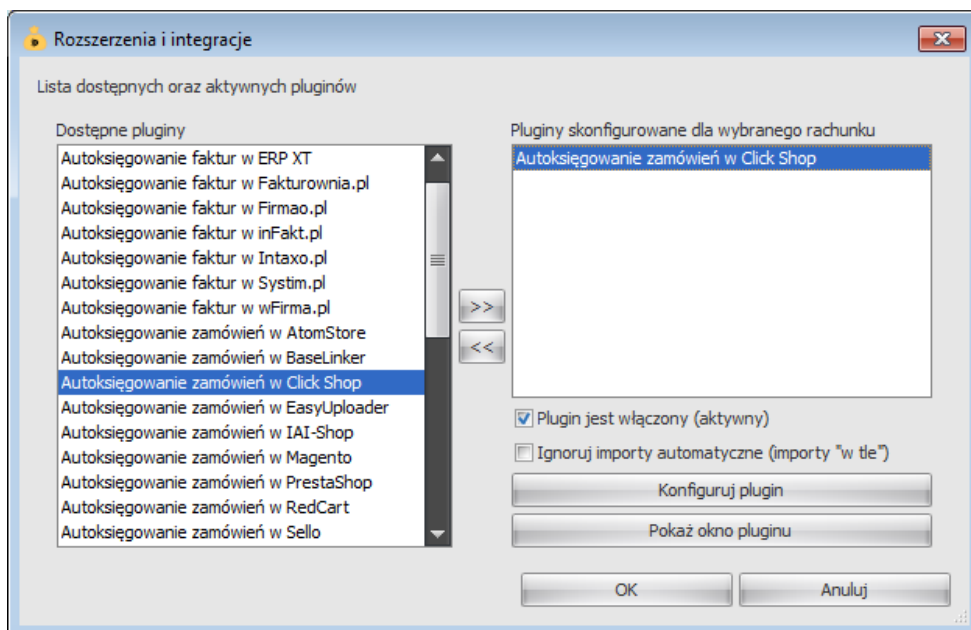 Rozszerzenia i integracje
Lista dostępnych oraz aktywnych pluginów
Dostępne pluginy
Autoksięgowanie faktur w ERP XT
Autoksięgowanie faktur w Fakturownia.pl
Autoksięgowanie faktur w Firmao.pl
Autoksięgowanie faktur w inFakt.pl
Autoksięgowanie faktur w Intaxo.pl
Autoksięgowanie faktur w Systim.pl
Autoksięgowanie faktur w wFirma.pl
Autoksięgowanie zamówień w AtomStore
Autoksięgowanie zamówień w BaseLinker
Autoksięgowanie zamówień w Click Shop
Autoksięgowanie zamówień w EasyUploader
Autoksięgowanie zamówień w IAI-Shop
Autoksięgowanie zamówień w Magento
Autoksięgowanie zamówień w PrestaShop
Autoksięgowanie zamówień w RedCart
Autoksięgowanie zamówień w Sello
>>
<<
Pluginy skonfigurowane dla wybranego rachunku
Autoksięgowanie zamówień w Click Shop
Plugin jest włączony (aktywny)
Ignoruj importy automatyczne (importy "w tle")
Konfiguruj plugin
Pokaż okno pluginu
OK
Anuluj